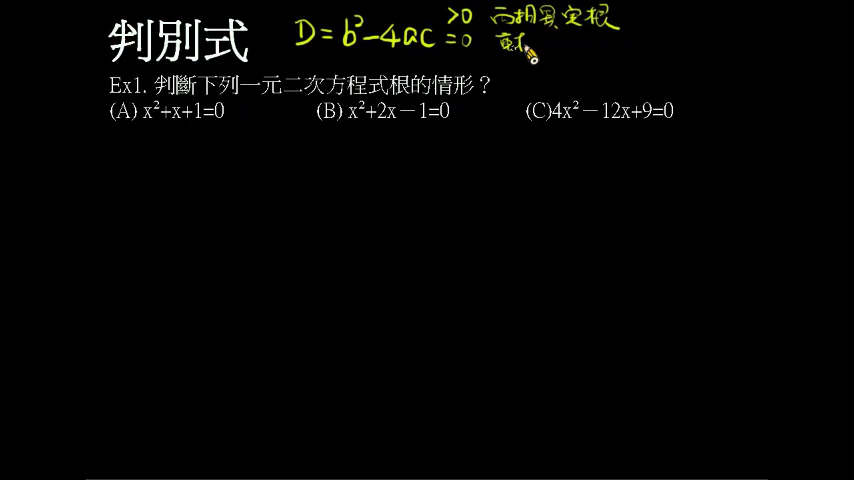 判別式 D=b²-4ac >0 兩相異實根
=0 重根
Ex1. 判斷下列一元二次方程式根的情形？
(A) x²+x+1=0 (B) x²+2x－1=0 (C)4x²－12x+9=0